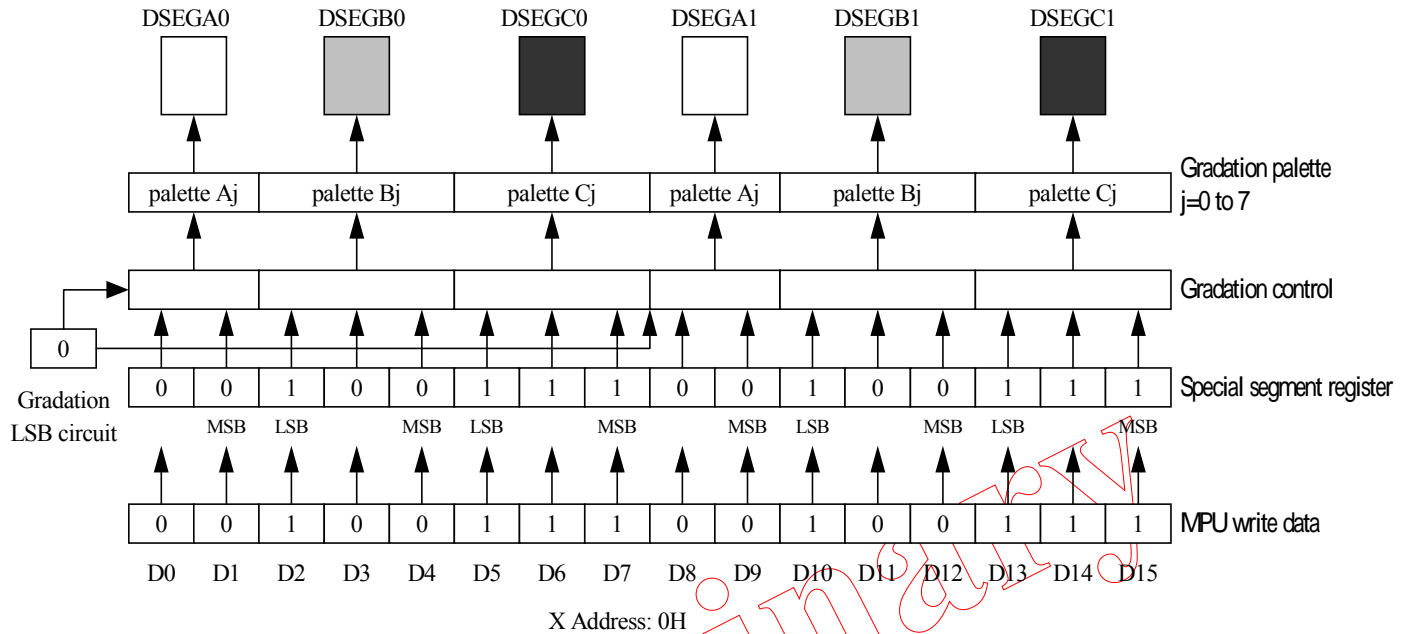 DSEGA0 DSEGB0 DSEGC0 DSEGA1 DSEGB1 DSEGC1
palette Aj palette Bj palette Cj palette Aj palette Bj palette Cj
Gradation palette
j=0 to 7
Gradation control
0
Gradation
LSB circuit
0 0 1 0 0 1 1 1 0 0 1 0 0 1 1 1 Special segment register
MSB LSB MSB LSB MSB MSB LSB MSB LSB MSB
0 0 1 0 0 1 1 1 0 0 1 0 0 1 1 1 MPU write data
D0 D1 D2 D3 D4 D5 D6 D7 D8 D9 D10 D11 D12 D13 D14 D15
X Address: 0H